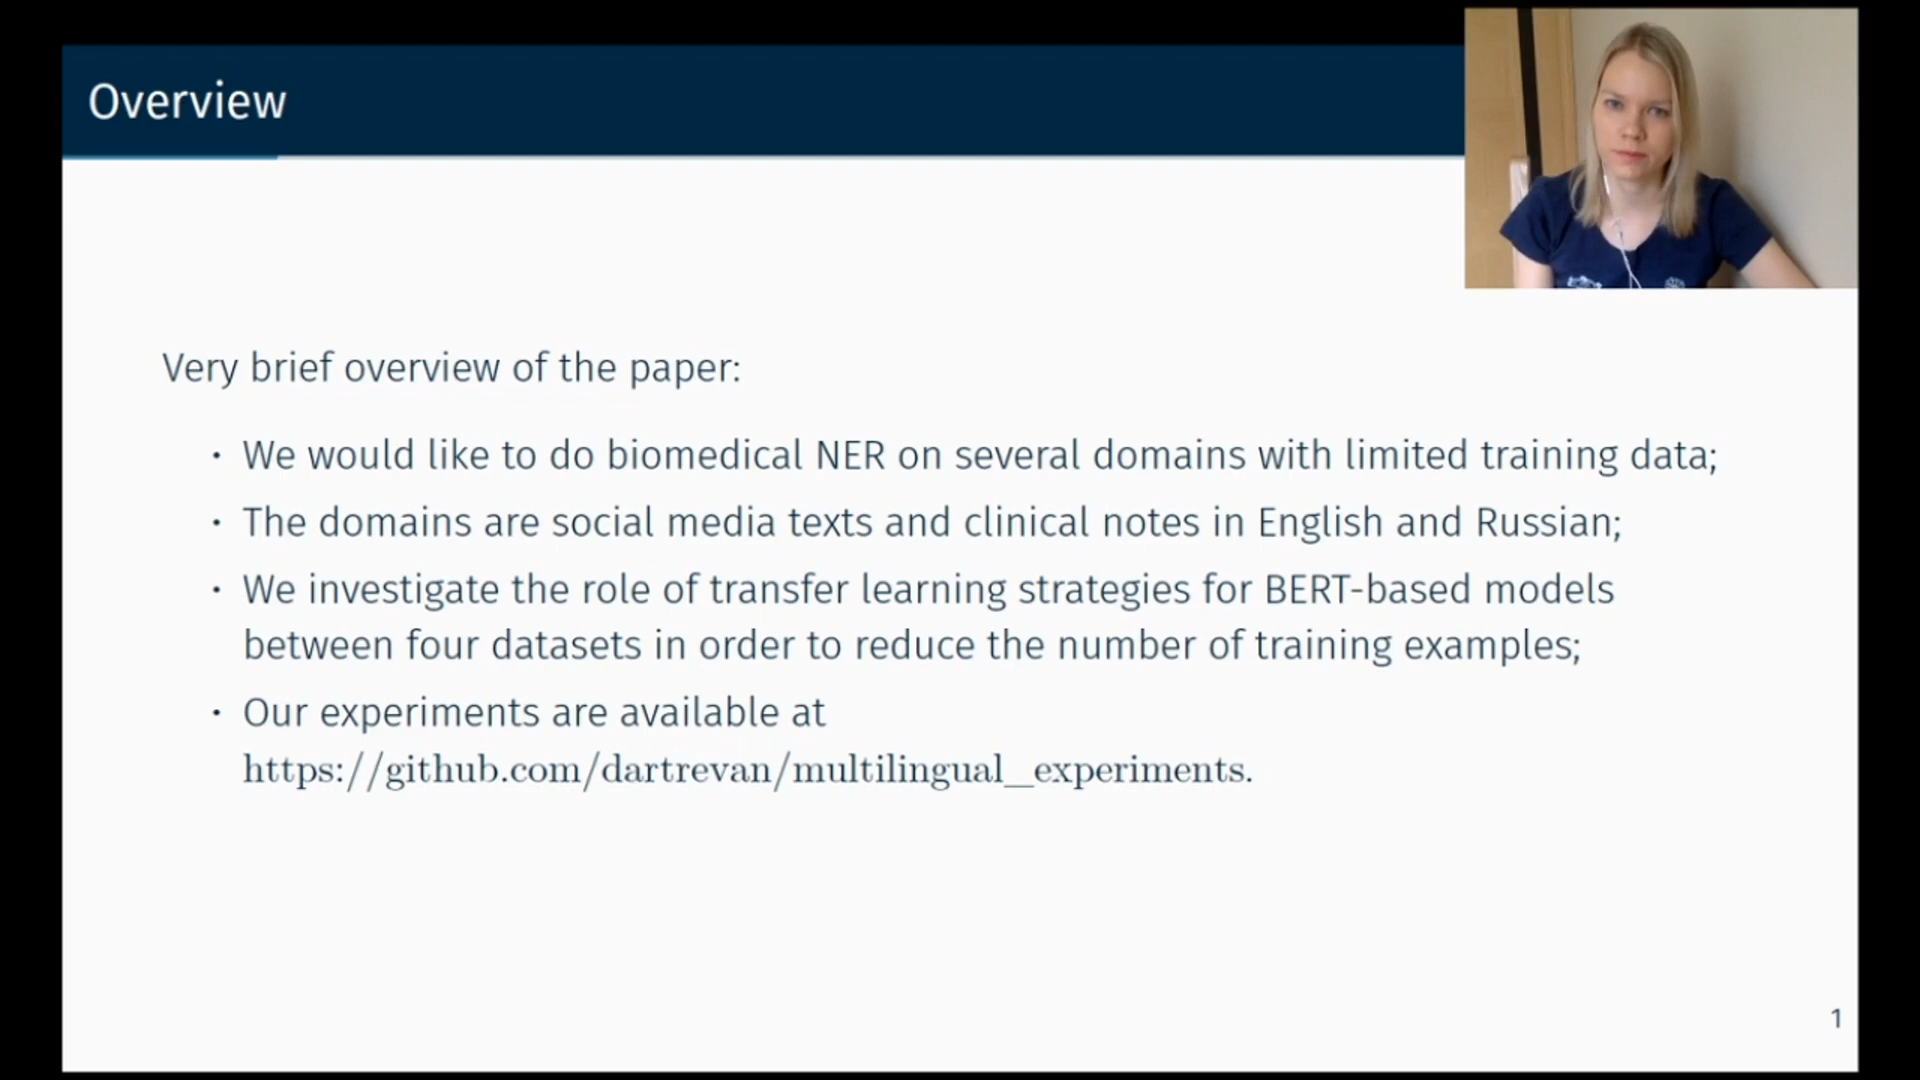 Overview
Very brief overview of the paper:
· We would like to do biomedical NER on several domains with limited training data;
· The domains are social media texts and clinical notes in English and Russian;
· We investigate the role of transfer learning strategies for BERT-based models
between four datasets in order to reduce the number of training examples;
· Our experiments are available at
https://github.com/dartrevan/multilingual_experiments.
1